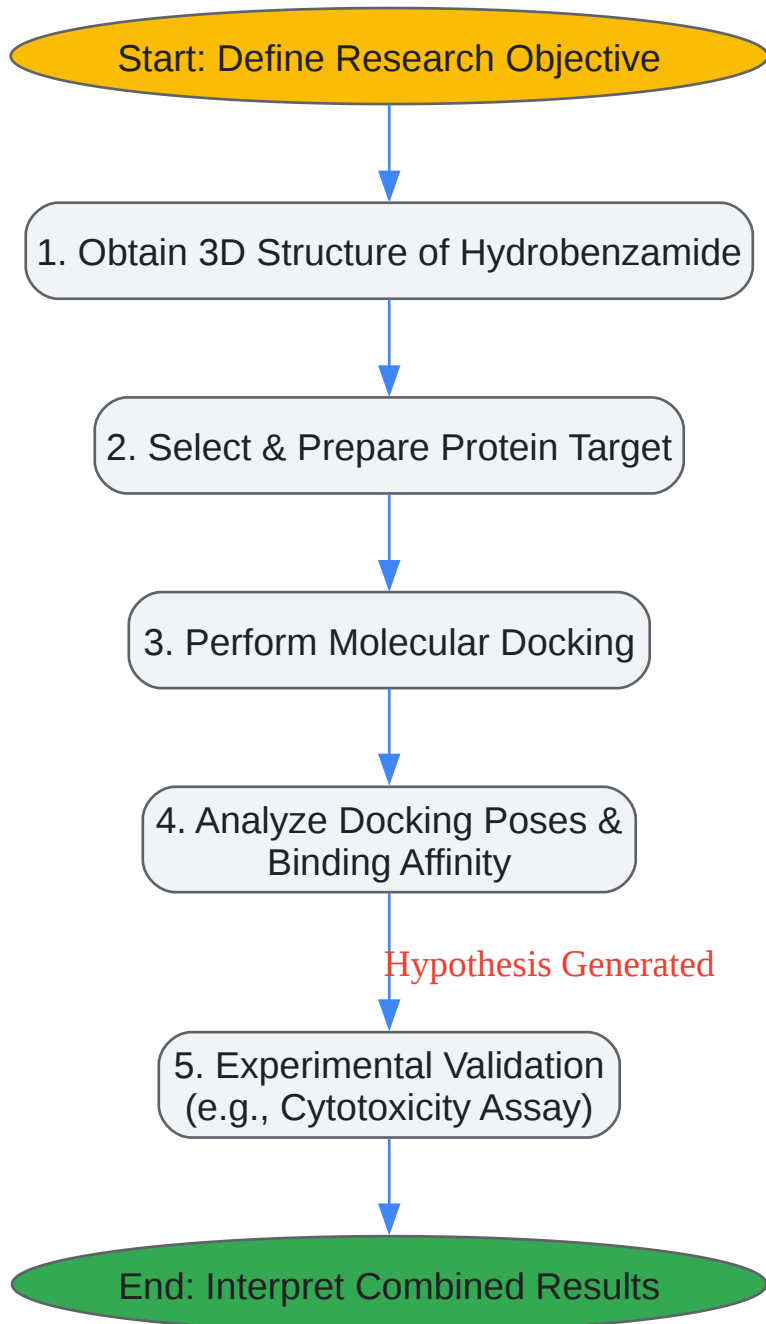 Start: Define Research Objective
1. Obtain 3D Structure of Hydrobenzamide
2. Select & Prepare Protein Target
3. Perform Molecular Docking
4. Analyze Docking Poses &
Binding Affinity
Hypothesis Generated
5. Experimental Validation
(e.g., Cytotoxicity Assay)
End: Interpret Combined Results